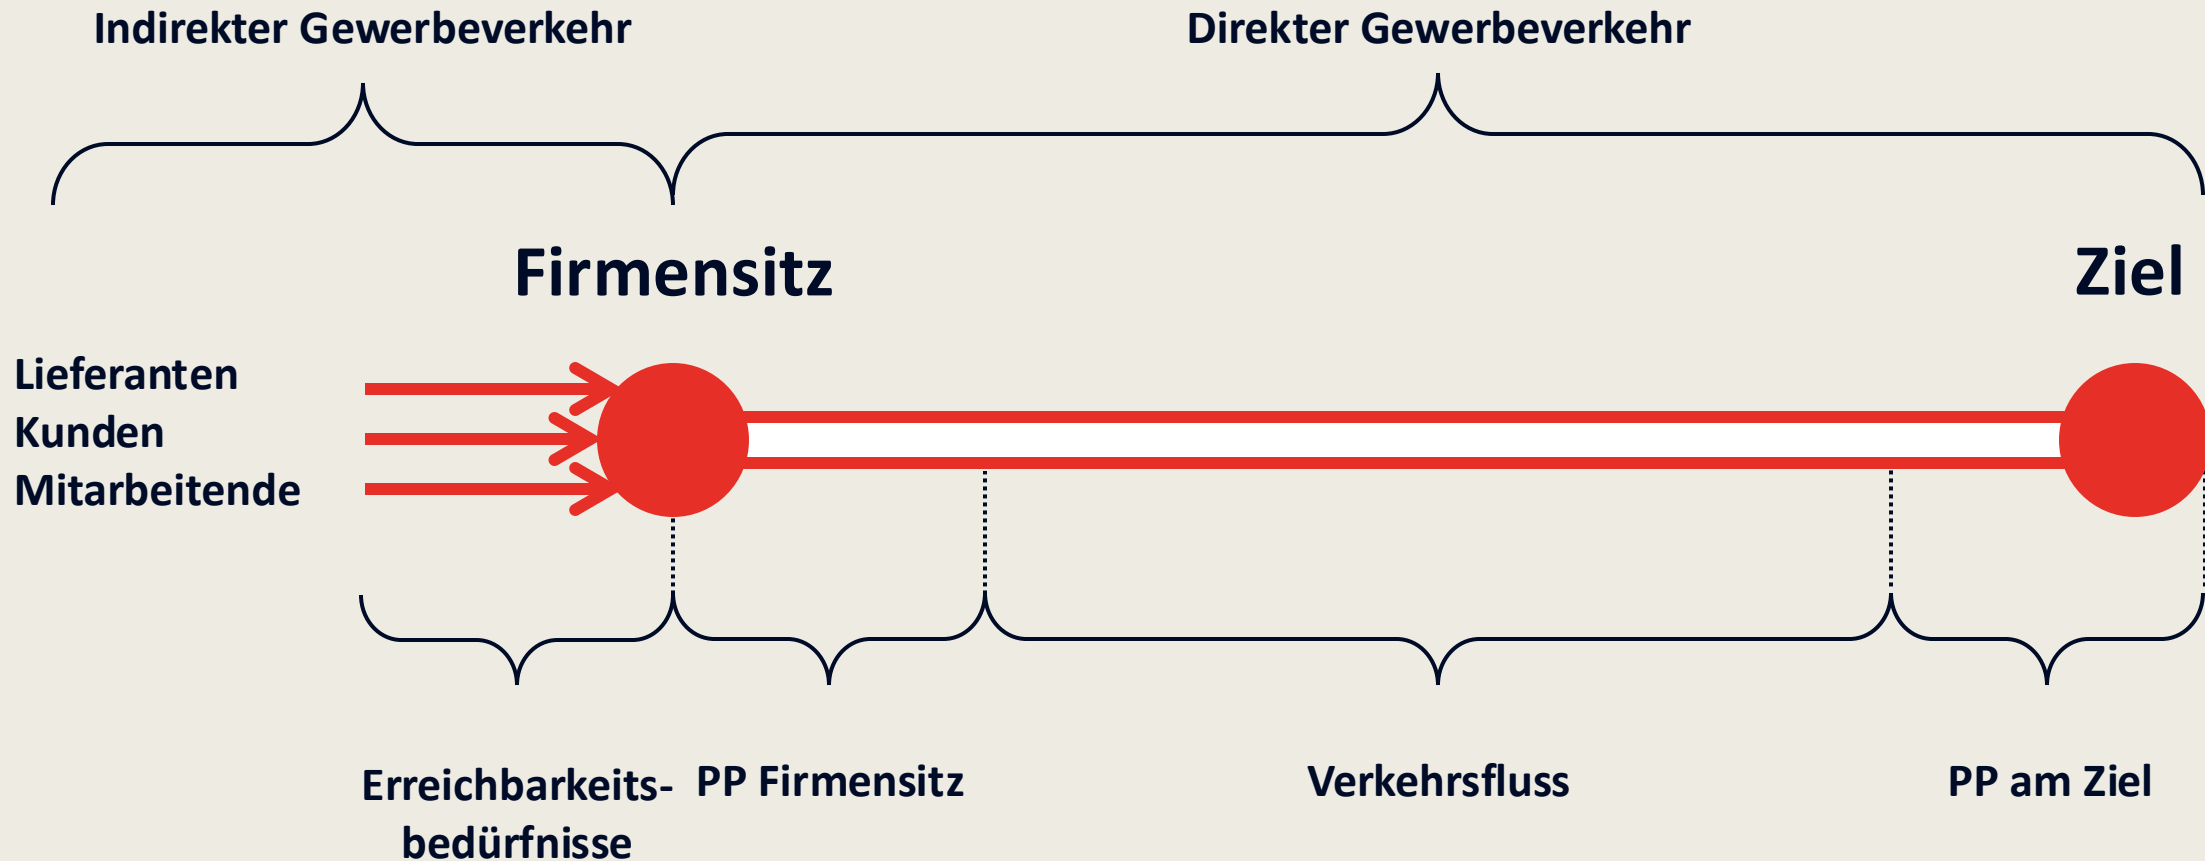 Indirekter Gewerbeverkehr
Direkter Gewerbeverkehr
Firmensitz
Ziel
Lieferanten
Kunden
Mitarbeitende
Erreichbarkeits-
bedürfnisse
PP Firmensitz
Verkehrsfluss
PP am Ziel